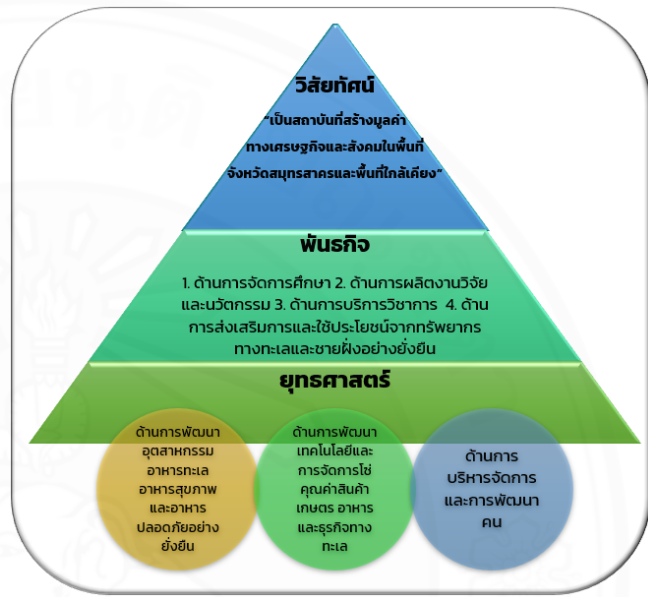 วิสัยทัศน์
"เป็นสถาบันที่สร้างมูลค่า
ทางเศรษฐกิจและสังคมในพื้นที่
จังหวัดสมุทรสาครและพื้นที่ใกล้เคียง"
พันธกิจ
1. ด้านการจัดการศึกษา 2. ด้านการผลิตงานวิจัย
และนวัตกรรม 3. ด้านการบริการวิชาการ 4. ด้าน
การส่งเสริมการและใช้ประโยชน์จากทรัพยากร
ทางทะเลและชายฝั่งอย่างยั่งยืน
ยุทธศาสตร์
ด้านการพัฒนา
อุตสาหกรรม
อาหารทะเล
อาหารสุขภาพ
และอาหาร
ปลอดภัยอย่าง
ยั่งยืน
ด้านการพัฒนา
เทคโนโลยีและ
การจัดการโซ่
คุณค่าสินค้า
เกษตร อาหาร
และธุรกิจทาง
ทะเล
ด้านการ
บริหารจัดการ
และการพัฒนา
คน